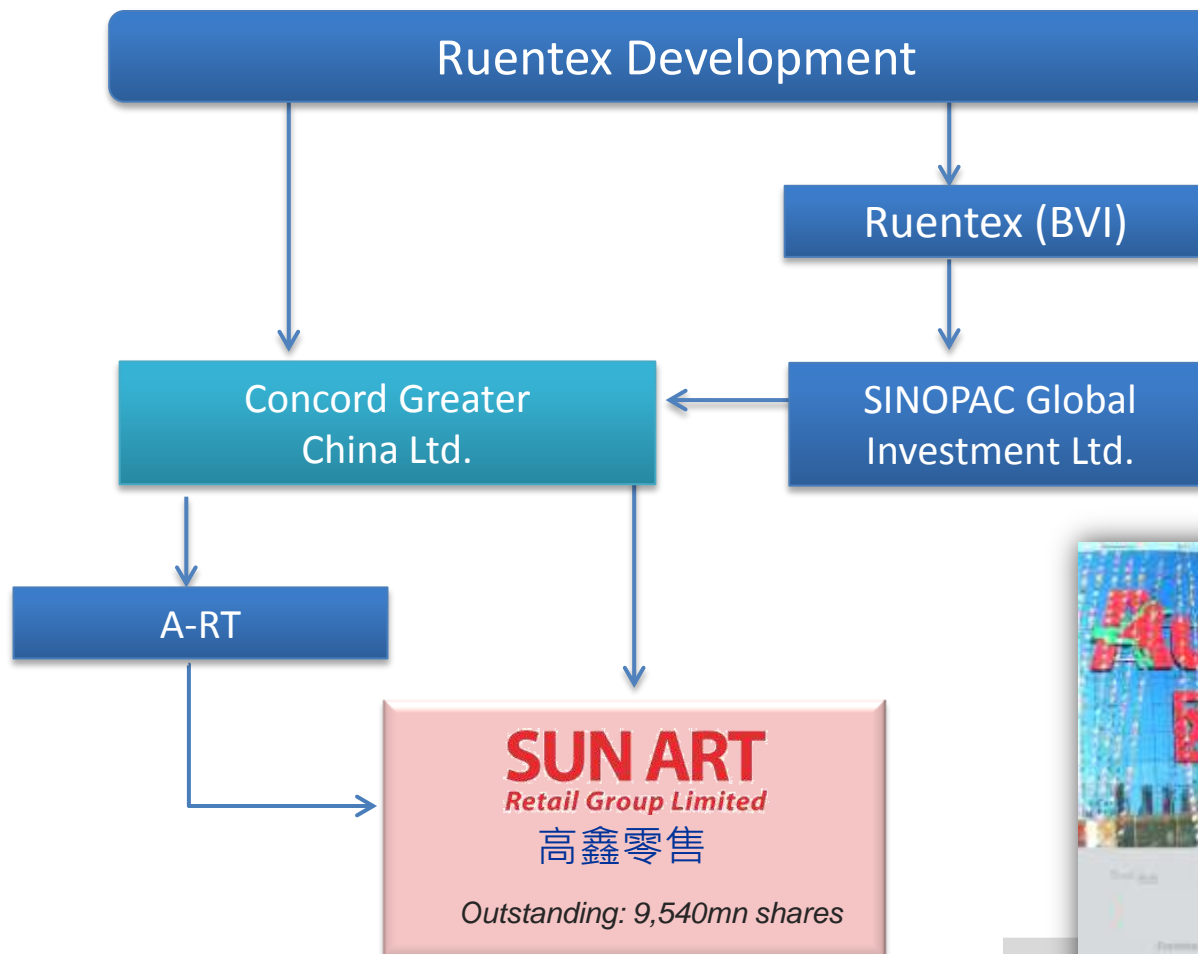 Ruentex Development
Ruentex (BVI)
Concord Greater
China Ltd.
SINOPAC Global
Investment Ltd.
A-RT
SUN ART
Retail Group Limited
高鑫零售
Outstanding: 9,540mn shares